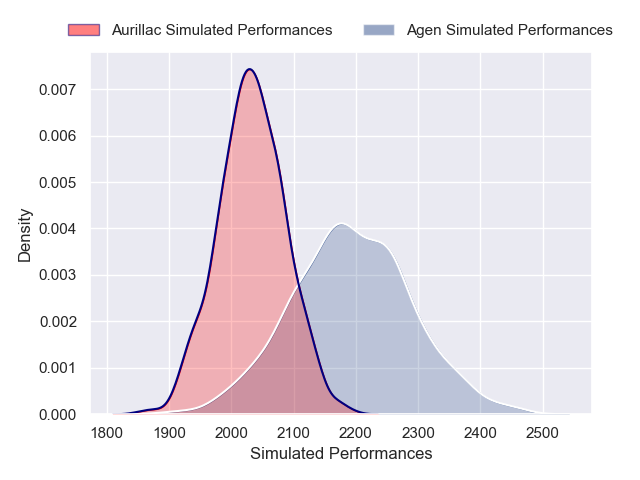 Aurillac Simulated Performances Agen Simulated Performances
0.007
0.006
0.005
0.004
0.003
0.002
0.001
0.000
Density
1800 1900 2000 2100 2200 2300 2400 2500
Simulated Performances